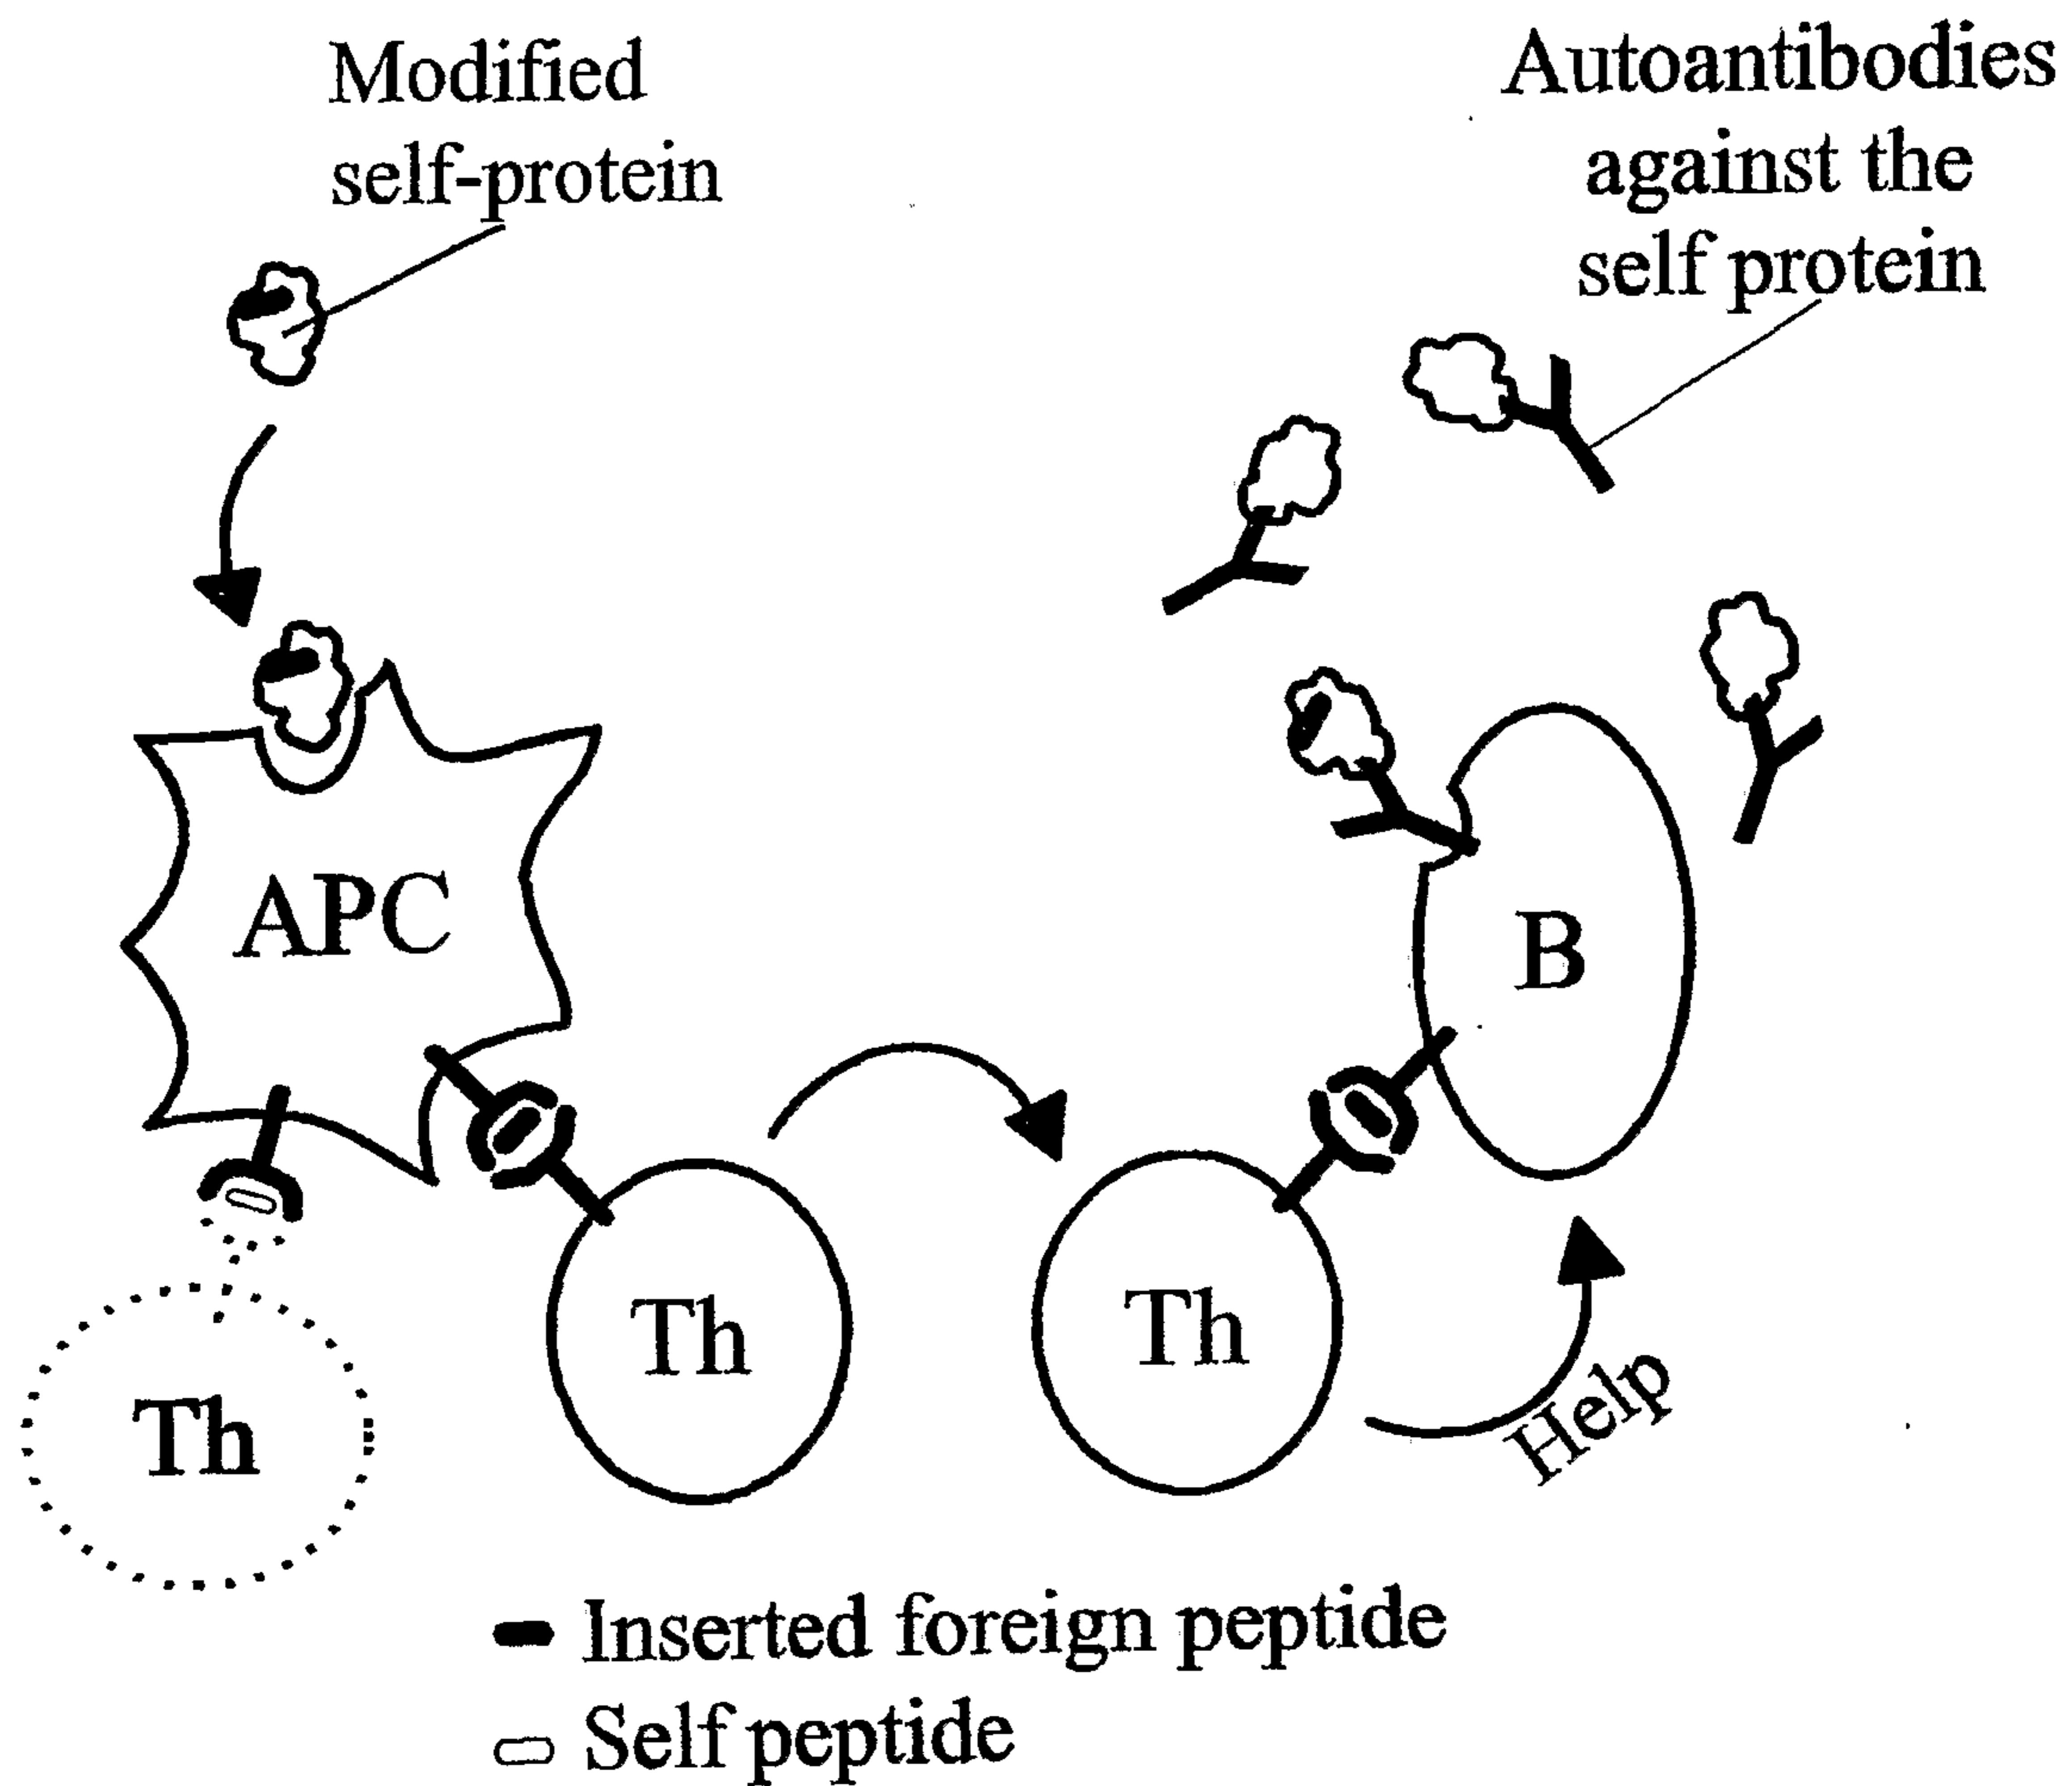 Modified
self-protein
Autoantibodies
against the
self protein
APC
B
Th
Th
Th
Help
Inserted foreign peptide
Self peptide